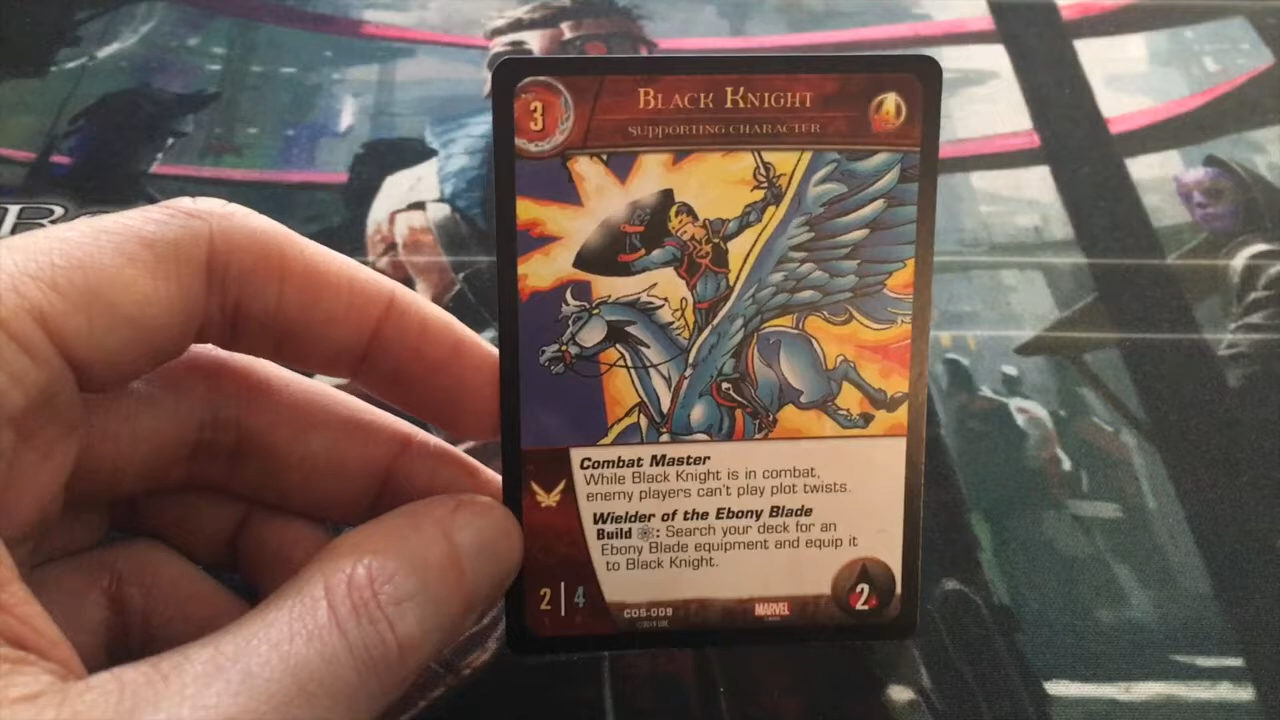 3
BLACK KNIGHT
SUPPORTING CHARACTER
Combat Master
While Black Knight is in combat,
enemy players can't play plot twists.
Wielder of the Ebony Blade
Build : Search your deck for an
Ebony Blade equipment and equip it
to Black Knight.
2 | 4
COS-009
MARVEL
2